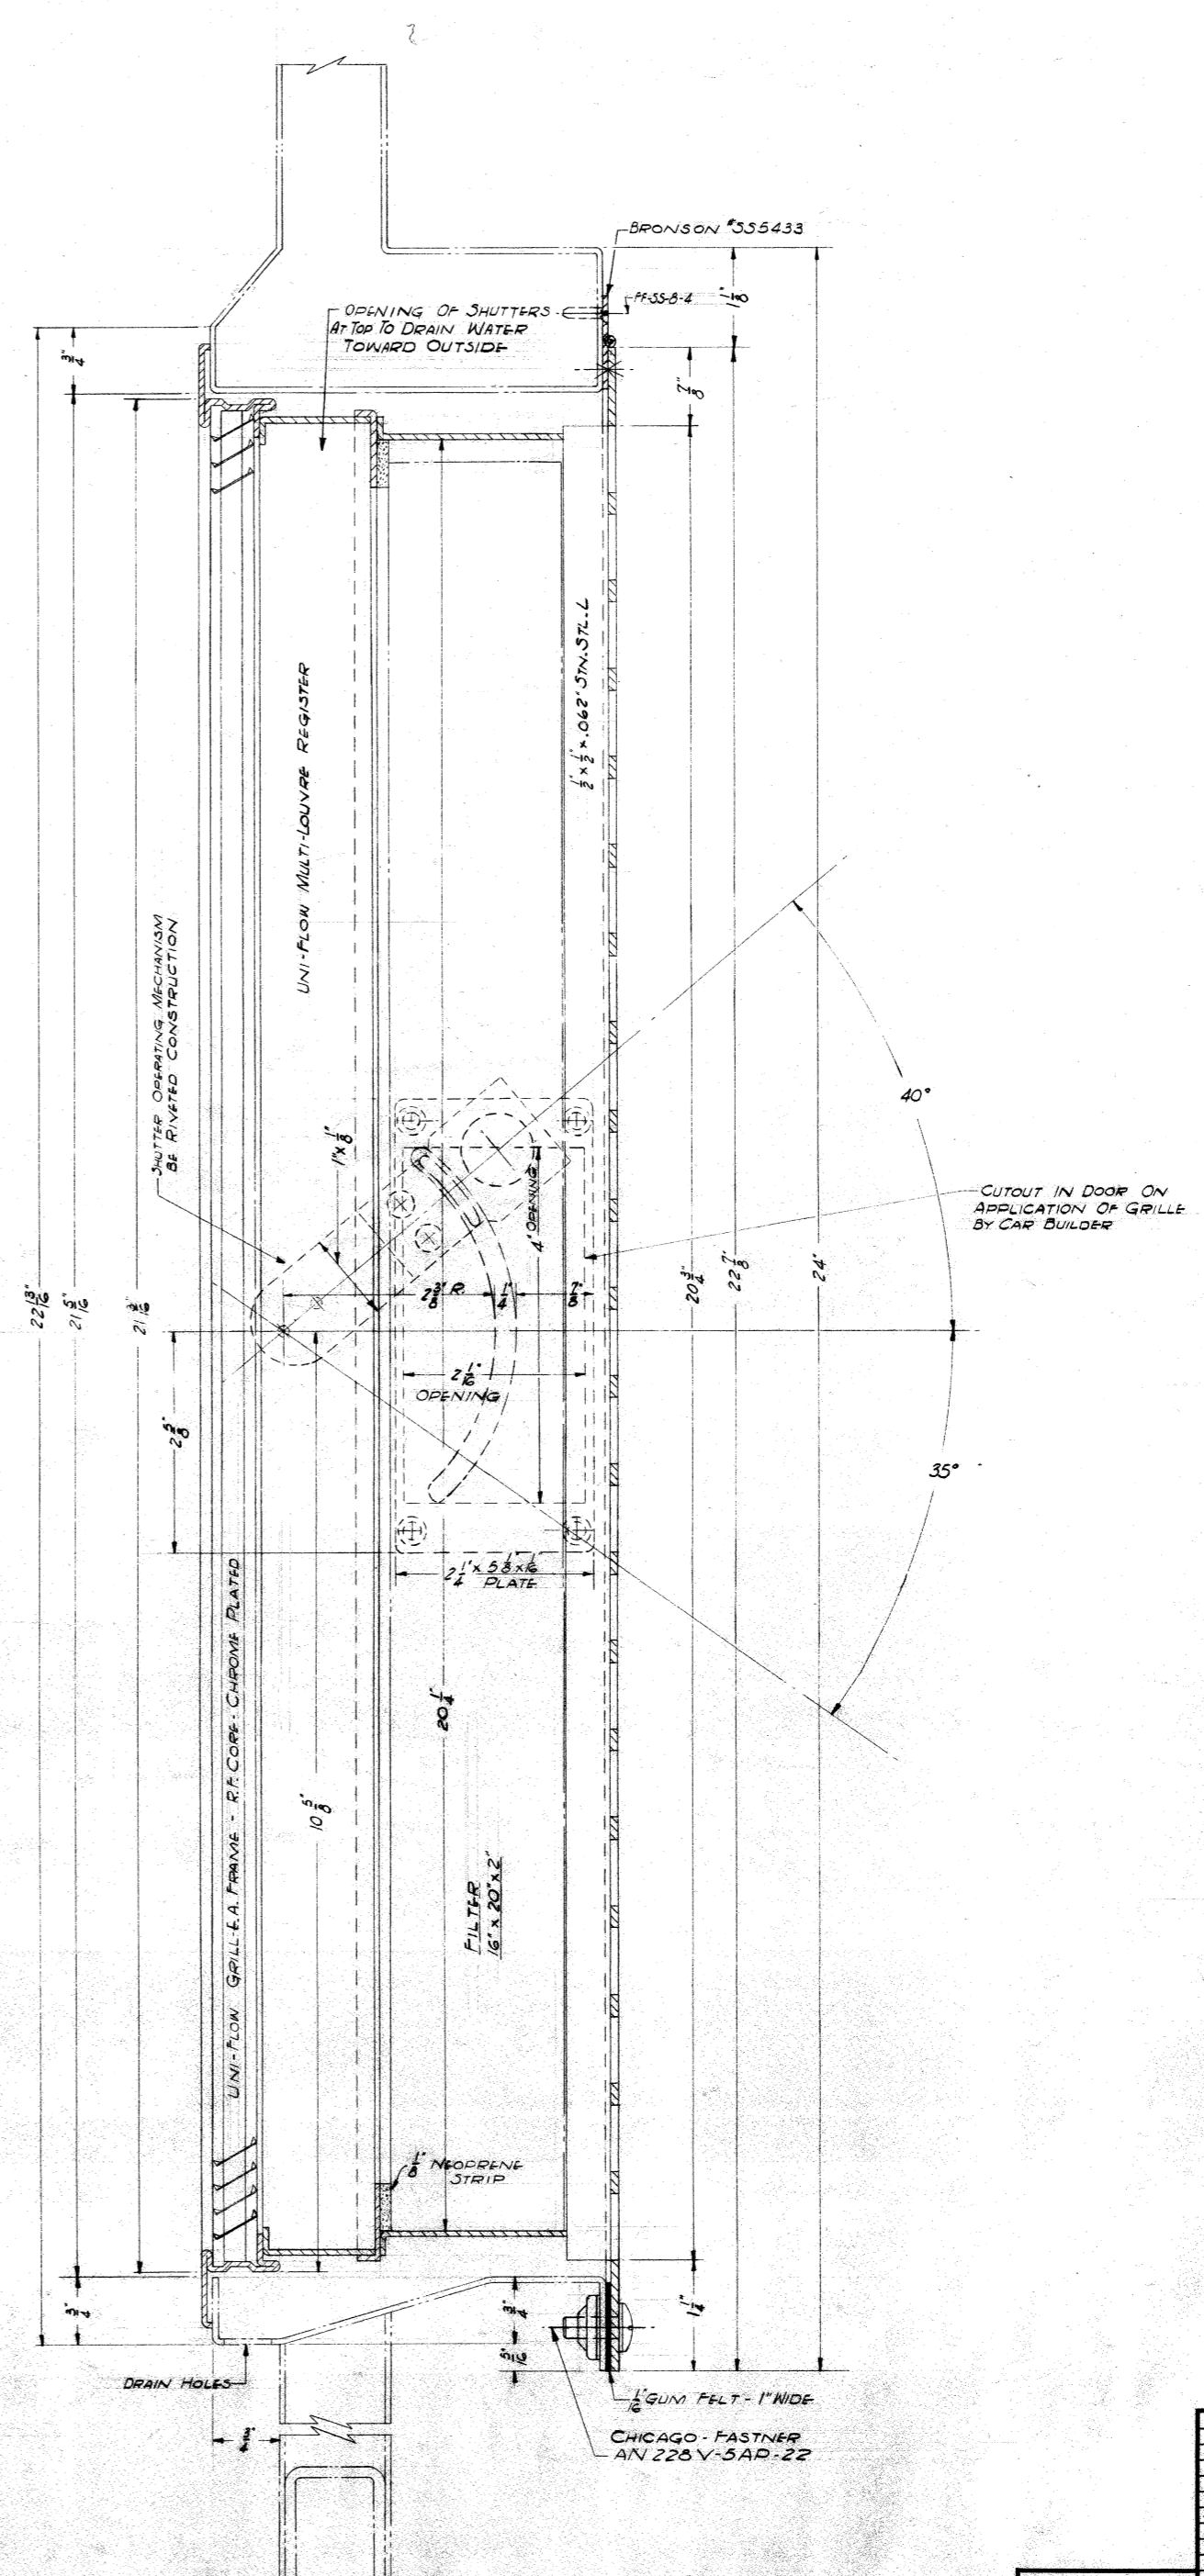 BRONSON #SS5433
PF-SS-8-4
1 1/8"
OPENING OF SHUTTERS
AT TOP TO DRAIN WATER
TOWARD OUTSIDE
3/4"
7/8"
1/2" x 1/2" x .062" STN. STL. L
UNI-FLOW MULTI-LOUVRE REGISTER
SHUTTER OPERATING MECHANISM
BE RIVETED CONSTRUCTION
1" x 1/8"
40°
CUTOUT IN DOOR ON
APPLICATION OF GRILLE
BY CAR BUILDER
4" OPENING
22 13/16"
21 5/16"
21 3/16"
2 3/8" R.
1/4"
7/8"
20 3/4"
22 7/8"
24"
2 1/16"
OPENING
2 5/8"
35°
2 1/4" x 5 1/8 x 1/16
PLATE
UNI-FLOW GRILL-E.A. FRAME - R.F. CORE - CHROME PLATED
20 1/4"
10 5/8"
FILTER
16" x 20" x 2"
1/8" NEOPRENE
STRIP
3/4"
3/4"
5/16"
1 1/4"
DRAIN HOLES
1/16" GUM FELT - 1" WIDE
CHICAGO - FASTNER
AN 228 V-5AP-22